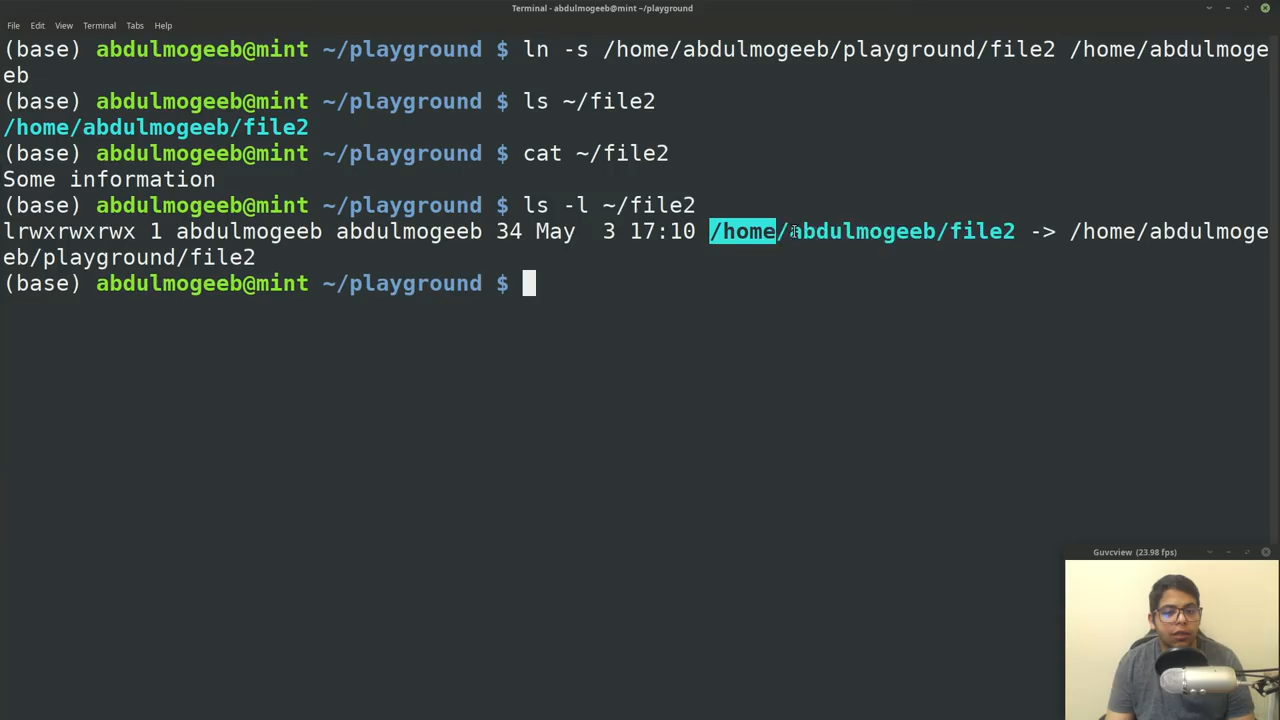 Terminal - abdulmogeeb@mint ~/playground
File Edit View Terminal Tabs Help
(base) abdulmogeeb@mint ~/playground $ ln -s /home/abdulmogeeb/playground/file2 /home/abdulmoge
eb
(base) abdulmogeeb@mint ~/playground $ ls ~/file2
/home/abdulmogeeb/file2
(base) abdulmogeeb@mint ~/playground $ cat ~/file2
Some information
(base) abdulmogeeb@mint ~/playground $ ls -l ~/file2
lrwxrwxrwx 1 abdulmogeeb abdulmogeeb 34 May  3 17:10 /home/abdulmogeeb/file2 -> /home/abdulmoge
eb/playground/file2
(base) abdulmogeeb@mint ~/playground $
Guvcview (23.98 fps)